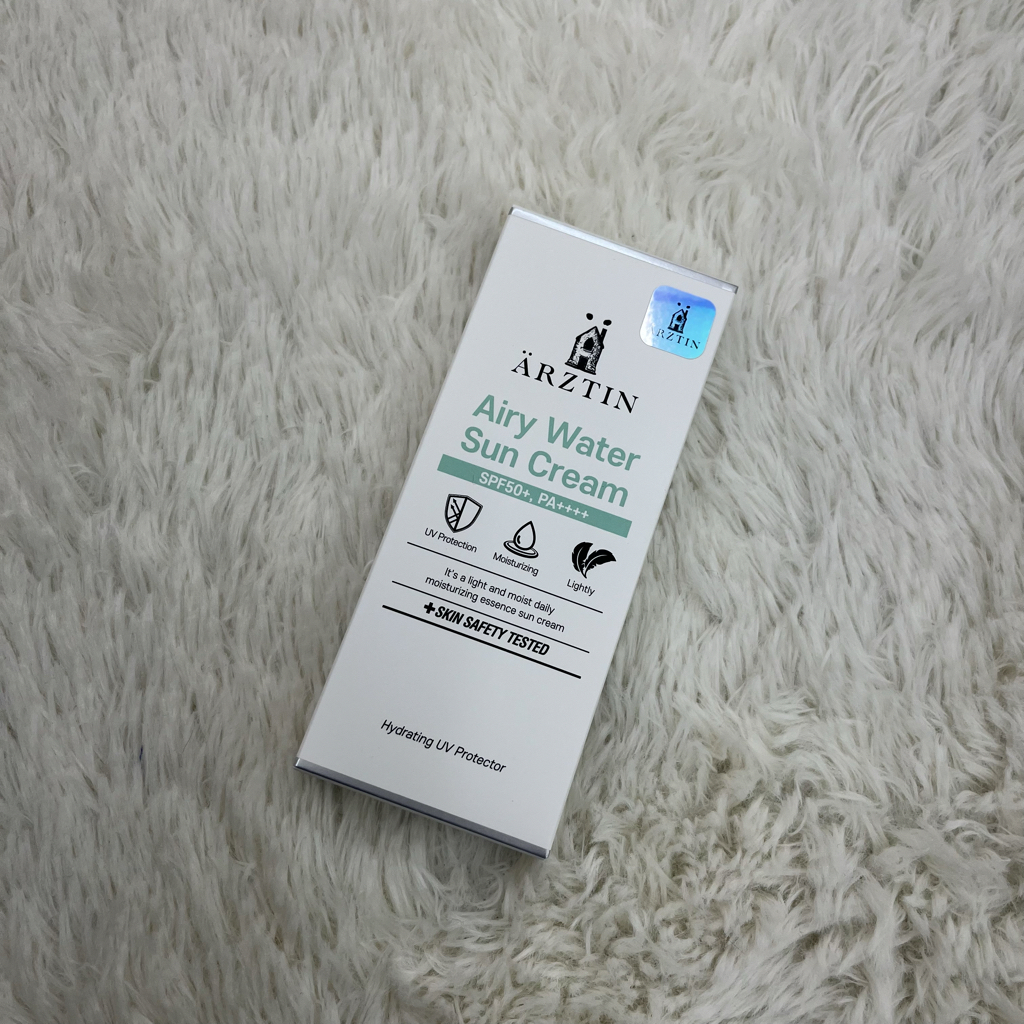 ÄRZTIN
ÄRZTIN
Airy Water
Sun Cream
SPF50+, PA++++
UV Protection
Moisturizing
Lightly
It's a light and moist daily
moisturizing essence sun cream
+SKIN SAFETY TESTED
Hydrating UV Protector